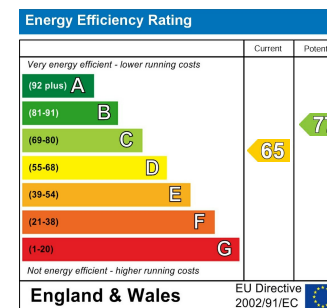 Energy Efficiency Rating
Current Potent
Very energy efficient - lower running costs
(92 plus) A
(81-91) B
(69-80) C
77
(55-68) D
65
(39-54) E
(21-38) F
(1-20) G
Not energy efficient - higher running costs
England & Wales
EU Directive
2002/91/EC